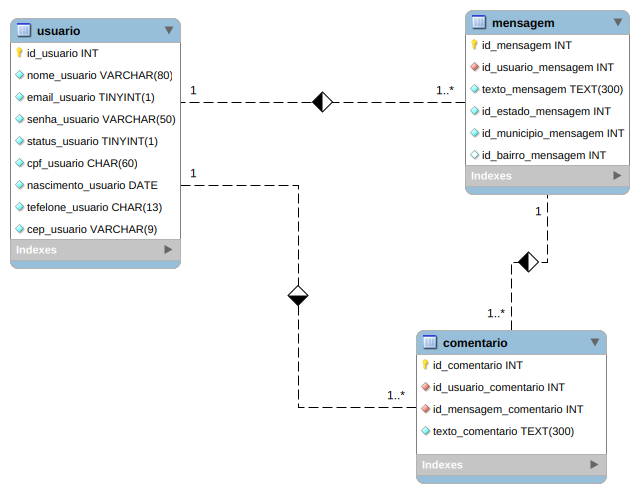 usuario
id_usuario INT
nome_usuario VARCHAR(80)
email_usuario TINYINT(1)
senha_usuario VARCHAR(50)
status_usuario TINYINT(1)
cpf_usuario CHAR(60)
nascimento_usuario DATE
tefelone_usuario CHAR(13)
cep_usuario VARCHAR(9)
Indexes
1
1..*
mensagem
id_mensagem INT
id_usuario_mensagem INT
texto_mensagem TEXT(300)
id_estado_mensagem INT
id_municipio_mensagem INT
id_bairro_mensagem INT
Indexes
1
1..*
1
1..*
comentario
id_comentario INT
id_usuario_comentario INT
id_mensagem_comentario INT
texto_comentario TEXT(300)
Indexes